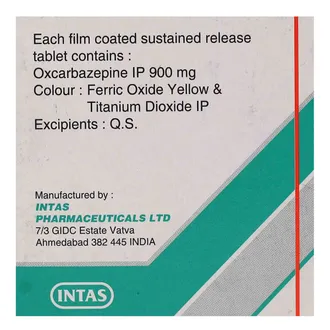 Each film coated sustained release
tablet contains :
Oxcarbazepine IP 900 mg
Colour : Ferric Oxide Yellow &
Titanium Dioxide IP
Excipients : Q.S.
Manufactured by :
INTAS
PHARMACEUTICALS LTD
7/3 GIDC Estate Vatva
Ahmedabad 382 445 INDIA
INTAS